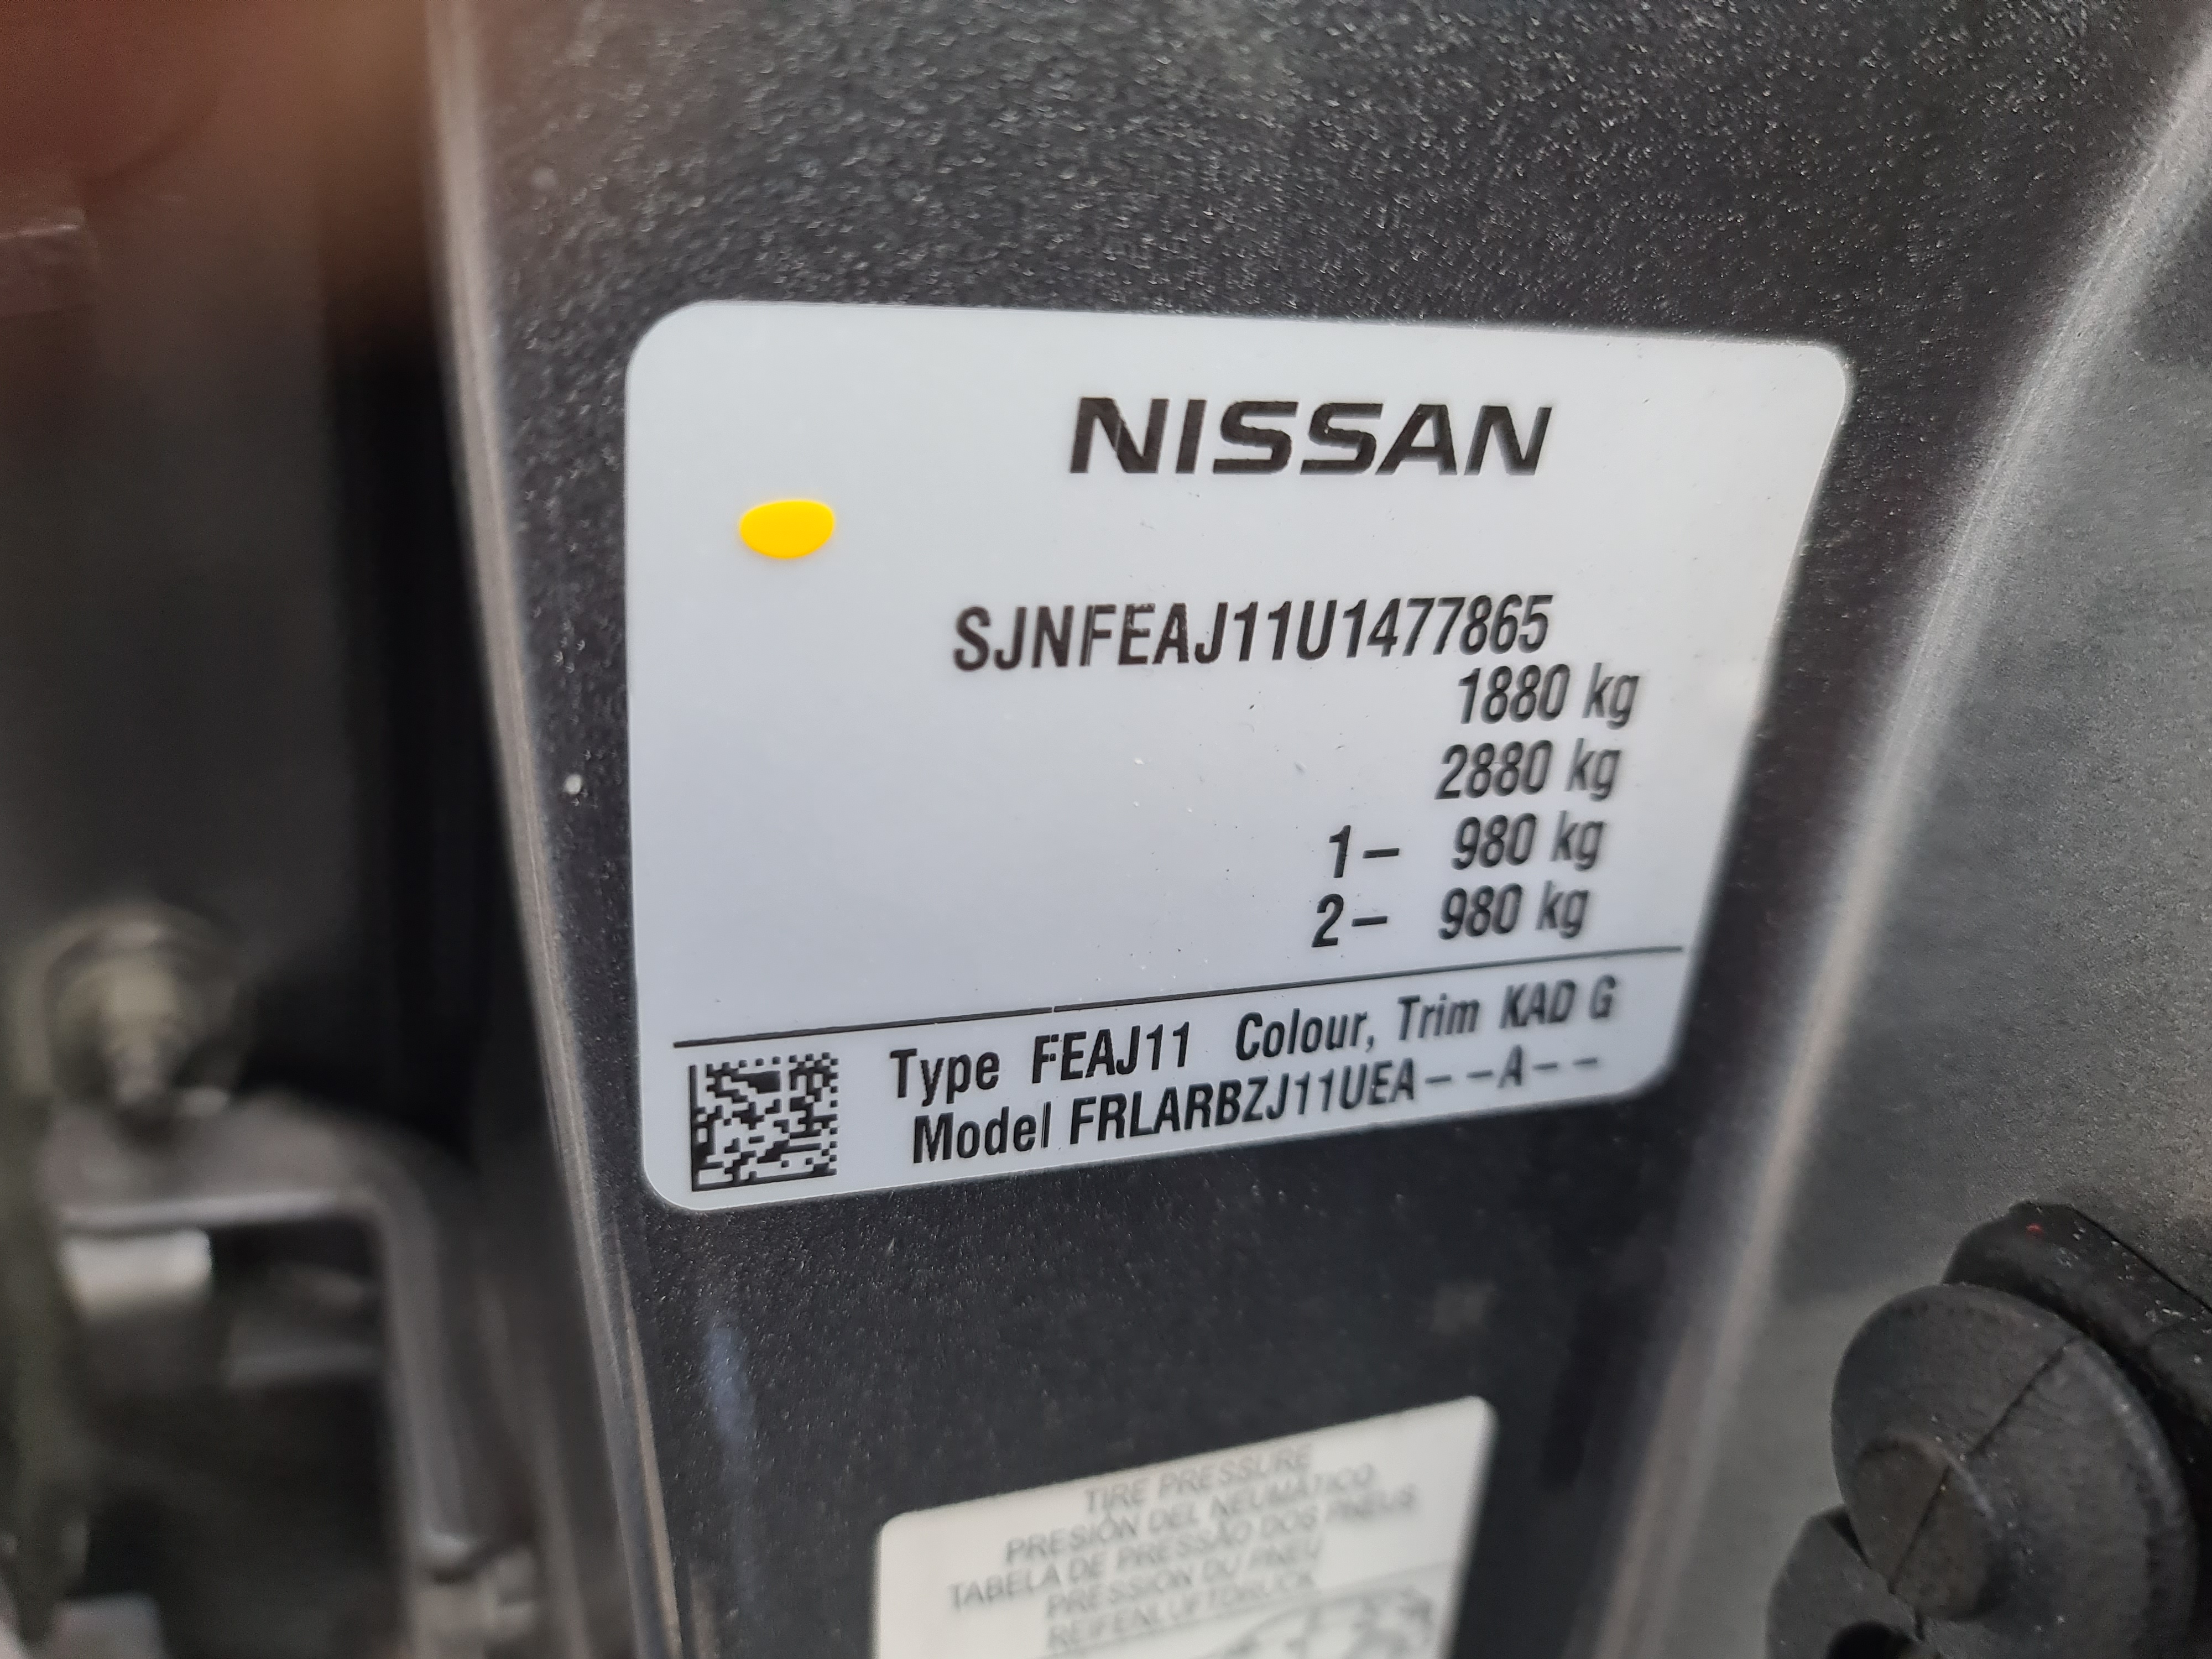 NISSAN
SJNFEAJ11U1477865
1880 kg
2880 kg
1- 980 kg
2- 980 kg
Type FEAJ11 Colour, Trim KAD G
Model FRLARBZJ11UEA--A--
TIRE PRESSURE
PRESIÓN DEL NEUMÁTICO
TABELA DE PRESSÃO DOS PNEUS
PRESSION DU PNEU
REIFENLUFTDRUCK